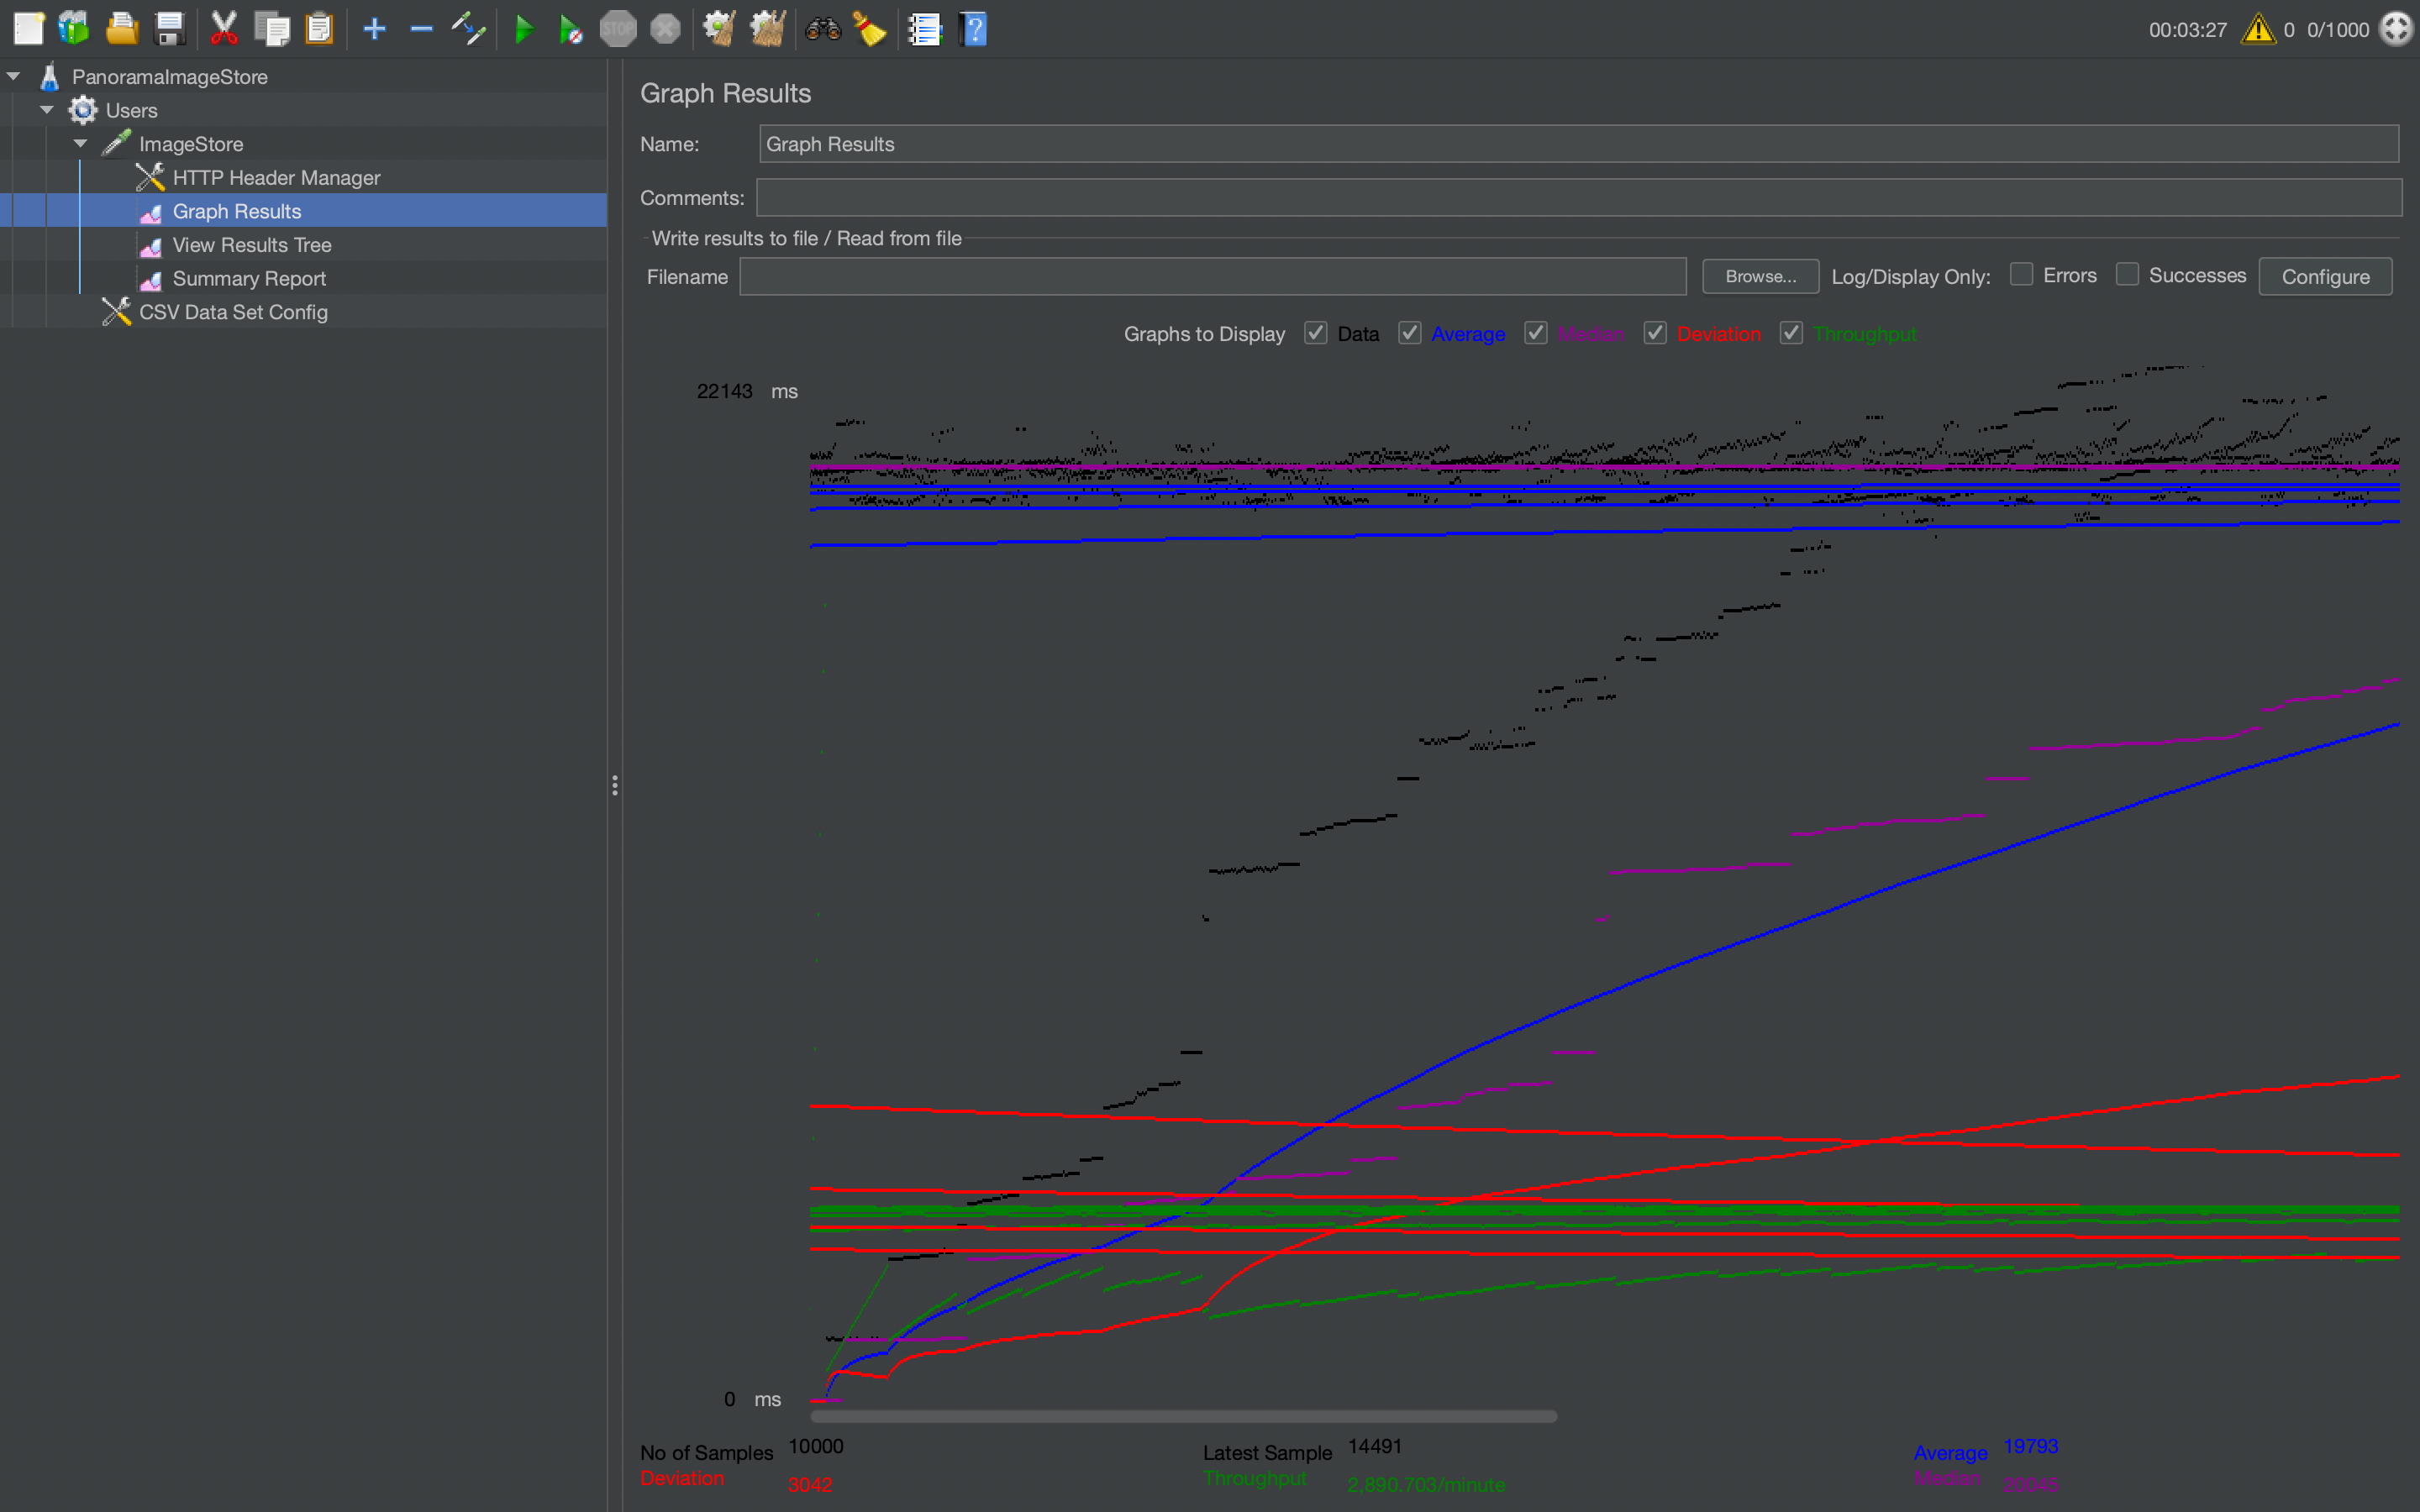 STOP
00:03:27 0 0/1000
PanoramaImageStore
Users
ImageStore
HTTP Header Manager
Graph Results
View Results Tree
Summary Report
CSV Data Set Config
Graph Results
Name: Graph Results
Comments:
Write results to file / Read from file
Filename Browse... Log/Display Only: Errors Successes Configure
Graphs to Display Data Average Median Deviation Throughput
22143 ms
0 ms
No of Samples 10000 Latest Sample 14491 Average 19793
Deviation 3042 Throughput 2,890.703/minute Median 20045